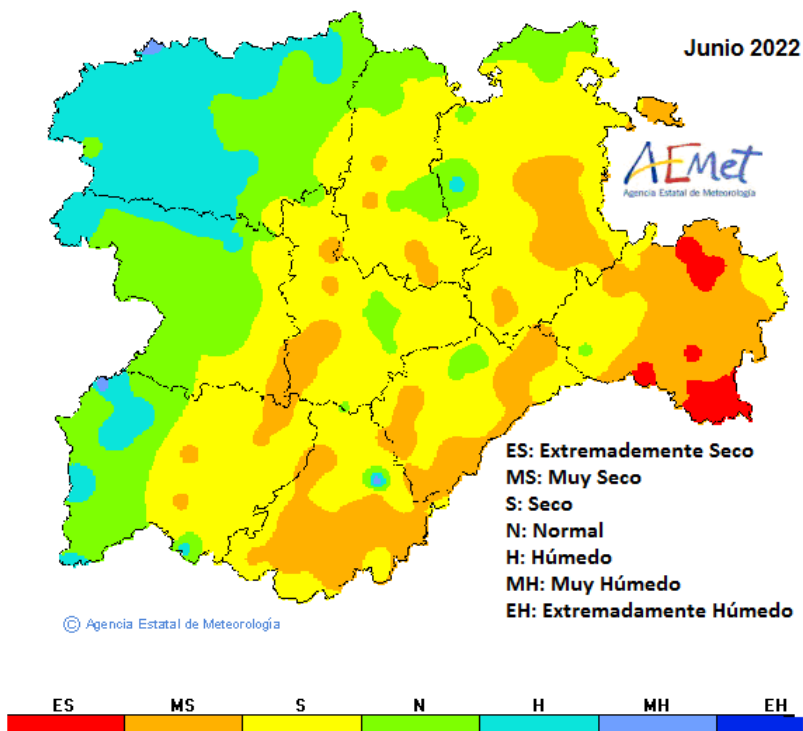 Junio 2022
AEMet
Agencia Estatal de Meteorología
ES: Extremademente Seco
MS: Muy Seco
S: Seco
N: Normal
H: Húmedo
MH: Muy Húmedo
EH: Extremadamente Húmedo
© Agencia Estatal de Meteorología
ES MS S N H MH EH